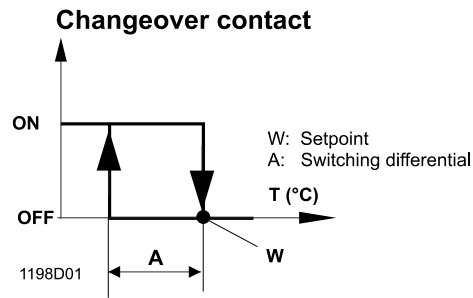 Changeover contact
ON
W: Setpoint
A: Switching differential
T (°C)
OFF
A
W
1198D01